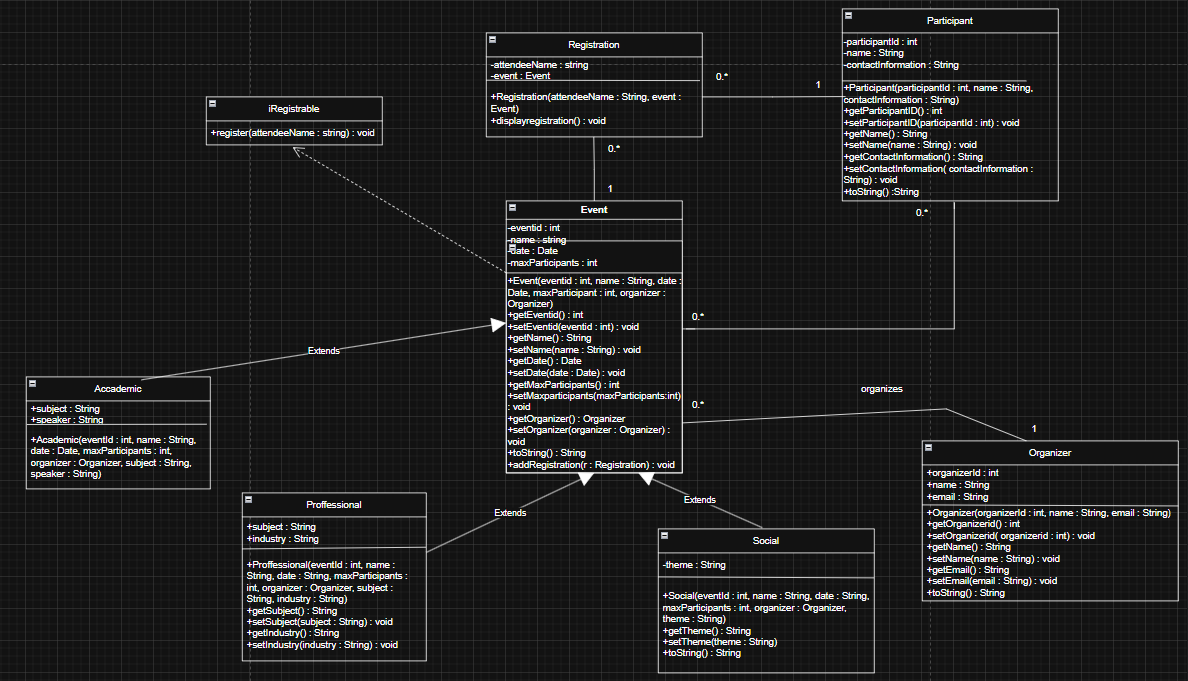 Participant
-participantId : int
-name : String
-contactInformation : String
+Participant(participantId : int, name : String,
contactInformation : String)
+getParticipantID() : int
+setParticipantID(participantId : int) : void
+getName() : String
+setName(name : String) : void
+getContactInformation() : String
+setContactInformation( contactInformation :
String) : void
+toString() :String
Registration
-attendeeName : string
-event : Event
+Registration(attendeeName : String, event :
Event)
+displayregistration() : void
0.*
1
iRegistrable
+register(attendeeName : string) : void
0.*
1
0.*
Event
-eventid : int
-name : string
-date : Date
-maxParticipants : int
+Event(eventid : int, name : String, date :
Date, maxParticipant : int, organizer :
Organizer)
+getEventid() : int
+setEventid(eventid : int) : void
+getName() : String
+setName(name : String) : void
+getDate() : Date
+setDate(date : Date) : void
+getMaxParticipants() : int
+setMaxparticipants(maxParticipants:int)
: void
+getOrganizer() : Organizer
+setOrganizer(organizer : Organizer) :
void
+toString() : String
+addRegistration(r : Registration) : void
0.*
0.*
organizes
1
Extends
Accademic
+subject : String
+speaker : String
+Academic(eventId : int, name : String,
date : Date, maxParticipants : int,
organizer : Organizer, subject : String,
speaker : String)
Organizer
+organizerId : int
+name : String
+email : String
+Organizer(organizerId : int, name : String, email : String)
+getOrganizerid() : int
+setOrganizerid( organizerid : int) : void
+getName() : String
+setName(name : String) : void
+getEmail() : String
+setEmail(email : String) : void
+toString() : String
Proffessional
+subject : String
+industry : String
+Proffessional(eventId : int, name :
String, date : String, maxParticipants :
int, organizer : Organizer, subject :
String, industry : String)
+getSubject() : String
+setSubject(subject : String) : void
+getIndustry() : String
+setIndustry(industry : String) : void
Extends
Extends
Social
-theme : String
+Social(eventId : int, name : String, date : String,
maxParticipants : int, organizer : Organizer,
theme : String)
+getTheme() : String
+setTheme(theme : String)
+toString() : String